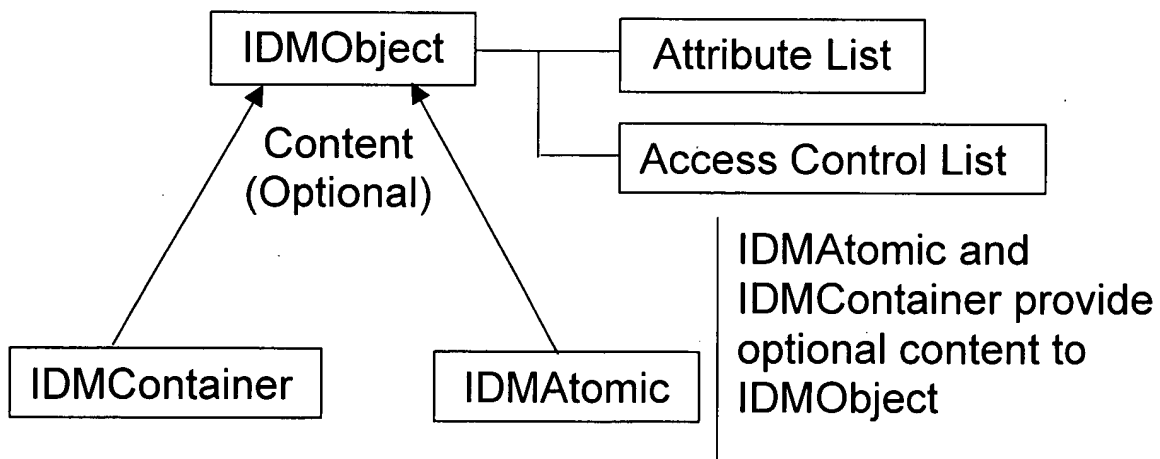 IDMObject
Attribute List
Access Control List
Content
(Optional)
IDMContainer
IDMAtomic
IDMAtomic and
IDMContainer provide
optional content to
IDMObject